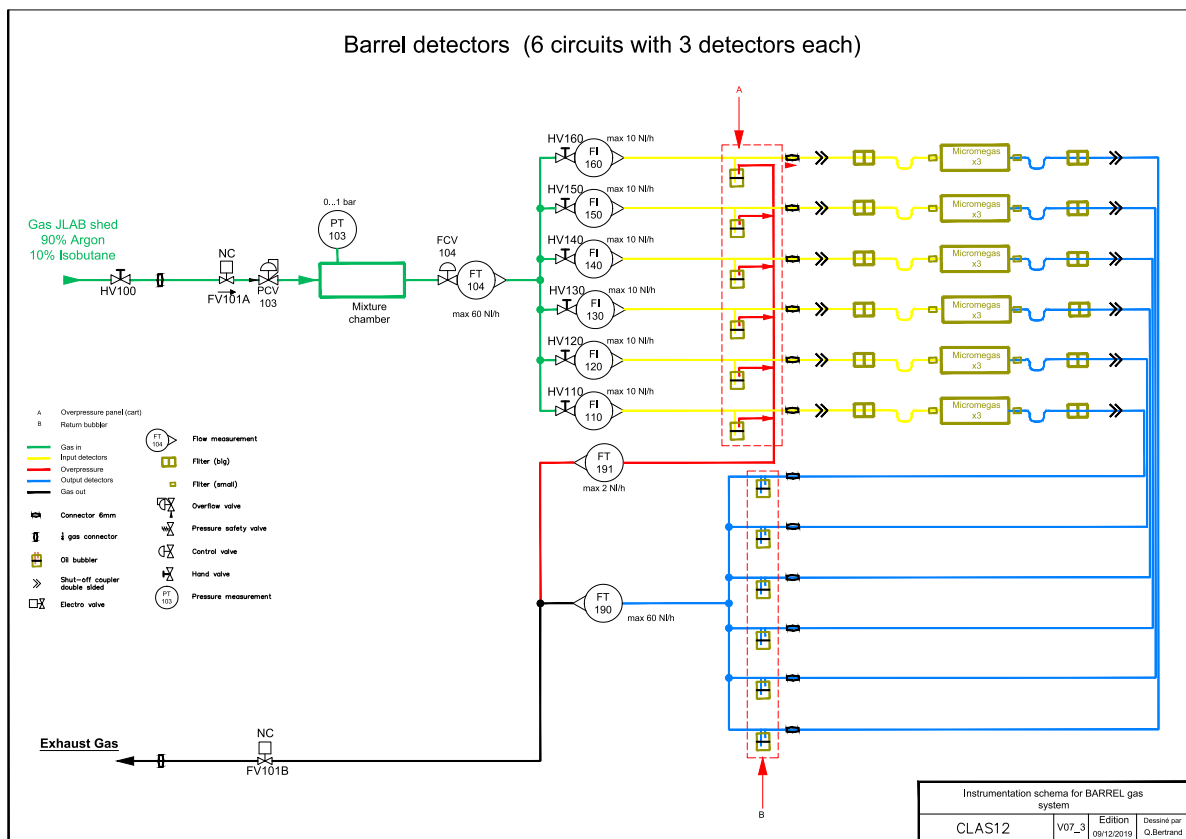 Barrel detectors (6 circuits with 3 detectors each)
A
HV160
FI
160
max 10 Nl/h
Micromegas
x3
HV150
FI
150
max 10 Nl/h
Micromegas
x3
HV140
FI
140
max 10 Nl/h
Micromegas
x3
HV130
FI
130
max 10 Nl/h
Micromegas
x3
HV120
FI
120
max 10 Nl/h
Micromegas
x3
HV110
FI
110
max 10 Nl/h
Micromegas
x3
Gas JLAB shed
90% Argon
10% Isobutane
HV100
NC
FV101A
PCV
103
0...1 bar
PT
103
Mixture
chamber
FCV
104
FT
104
max 60 Nl/h
A Overpressure panel (cart)
B Return bubbler
Gas in
Input detectors
Overpressure
Output detectors
Gas out
Connector 6mm
gas connector
Oil bubbler
Shut-off coupler
double sided
Electro valve
FT
104
Flow measurement
Filter (big)
Filter (small)
Overflow valve
Pressure safety valve
Control valve
Hand valve
PT
103
Pressure measurement
FT
191
max 2 Nl/h
FT
190
max 60 Nl/h
Exhaust Gas
NC
FV101B
B
Instrumentation schema for BARREL gas
system
CLAS12
V07_3
Edition
09/12/2019
Dessiné par
Q.Bertrand